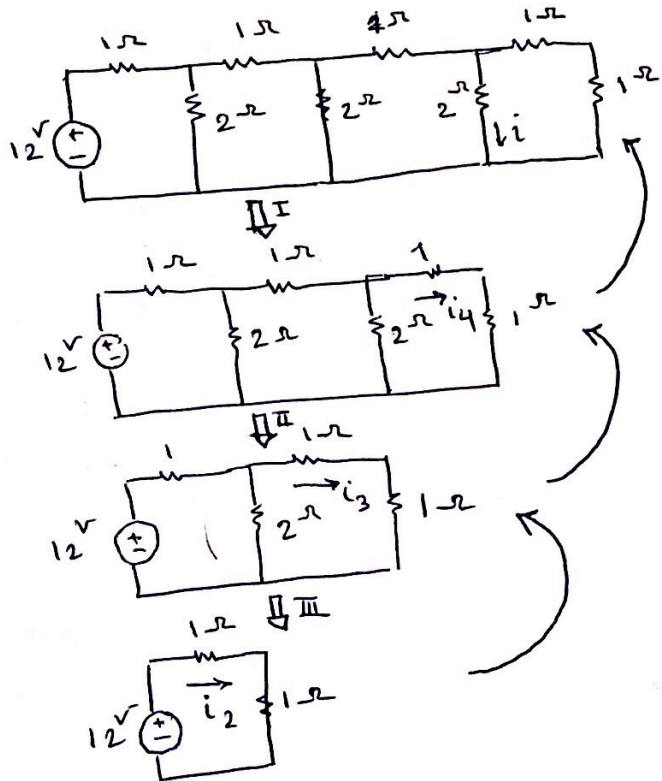 1Ω 1Ω 1Ω 1Ω
12V + − 2Ω 2Ω 2Ω ↓i 1Ω
⇓ I
1Ω 1Ω 1
12V + − 2Ω 2Ω → i4 1Ω
⇓ II
1 1Ω
12V + − 2Ω → i3 1Ω
⇓ III
1Ω
12V + − → i2 1Ω